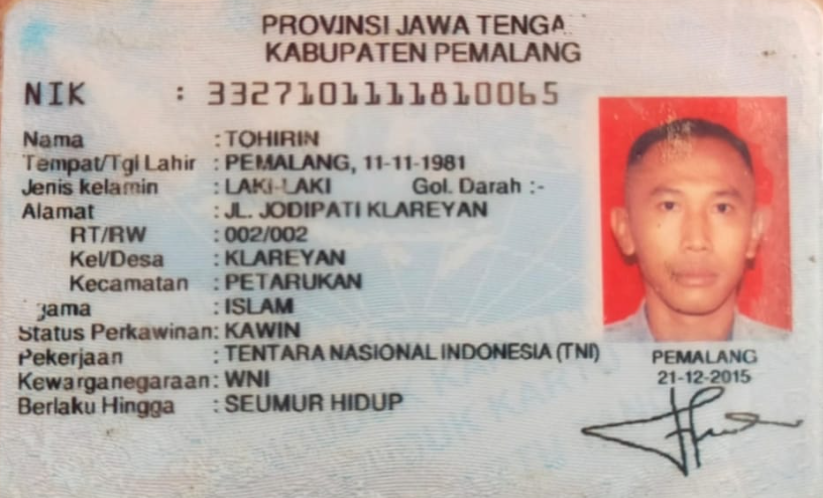 PROVINSI JAWA TENGA
KABUPATEN PEMALANG
NIK : 3327101111810065
Nama : TOHIRIN
Tempat/Tgl Lahir : PEMALANG, 11-11-1981
Jenis kelamin : LAKI-LAKI Gol. Darah :-
Alamat : JL. JODIPATI KLAREYAN
RT/RW : 002/002
Kel/Desa : KLAREYAN
Kecamatan : PETARUKAN
gama : ISLAM
Status Perkawinan: KAWIN
Pekerjaan : TENTARA NASIONAL INDONESIA (TNI)
Kewarganegaraan: WNI
Berlaku Hingga : SEUMUR HIDUP
PEMALANG
21-12-2015